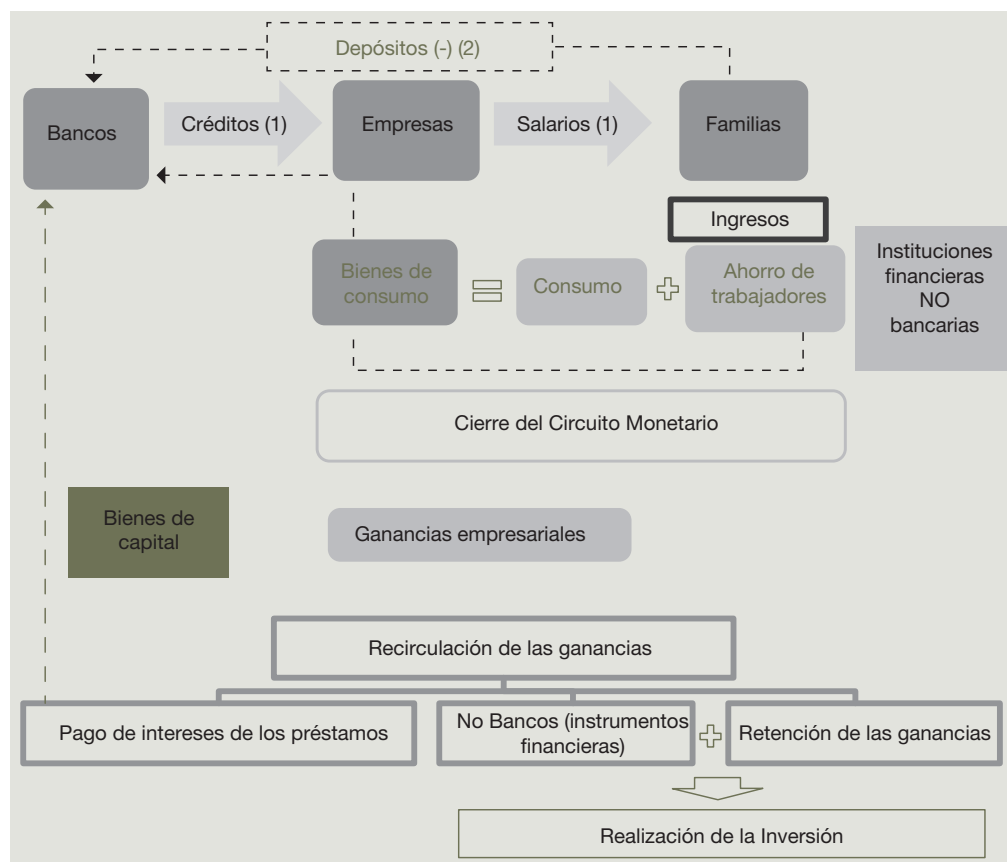 Depósitos (-) (2)
Bancos
Créditos (1)
Empresas
Salarios (1)
Familias
Ingresos
Bienes de
consumo
Consumo
Ahorro de
trabajadores
Instituciones
financieras
NO
bancarias
Cierre del Circuito Monetario
Bienes de
capital
Ganancias empresariales
Recirculación de las ganancias
Pago de intereses de los préstamos
No Bancos (instrumentos
financieras)
Retención de las ganancias
Realización de la Inversión